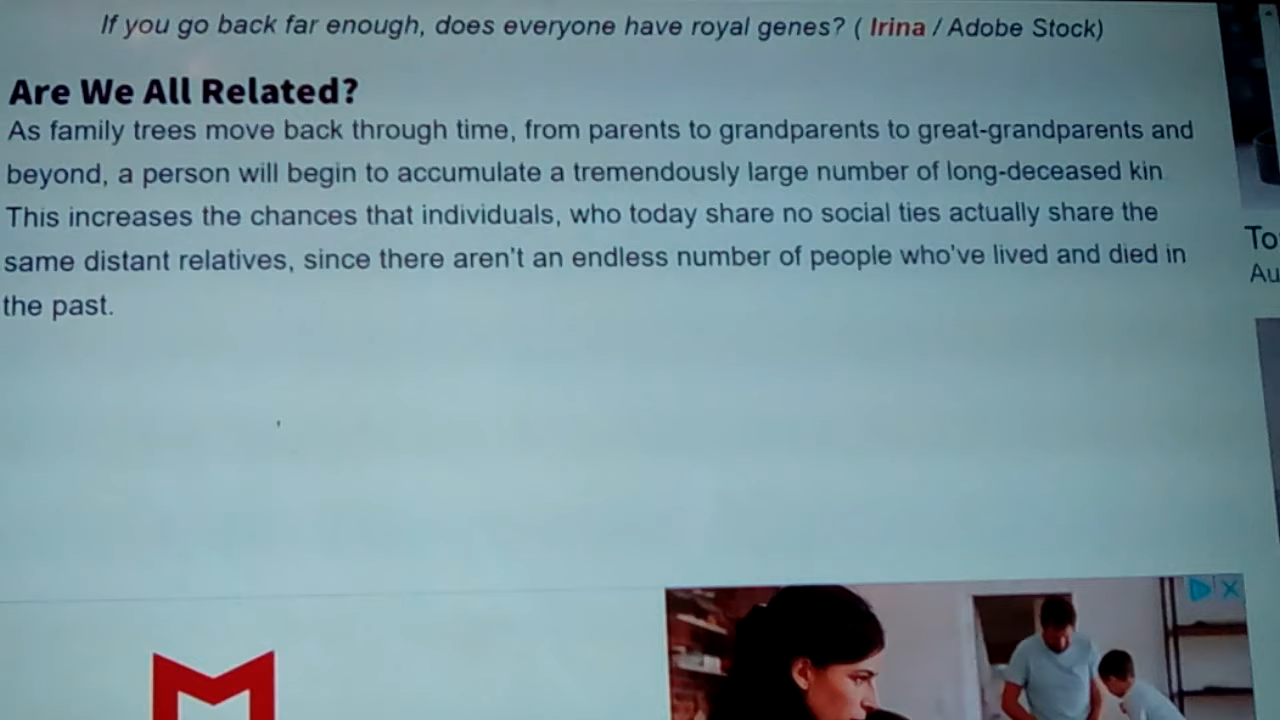 If you go back far enough, does everyone have royal genes? ( Irina / Adobe Stock)
Are We All Related?
As family trees move back through time, from parents to grandparents to great-grandparents and
beyond, a person will begin to accumulate a tremendously large number of long-deceased kin
This increases the chances that individuals, who today share no social ties actually share the
same distant relatives, since there aren't an endless number of people who've lived and died in
the past.
To
Au